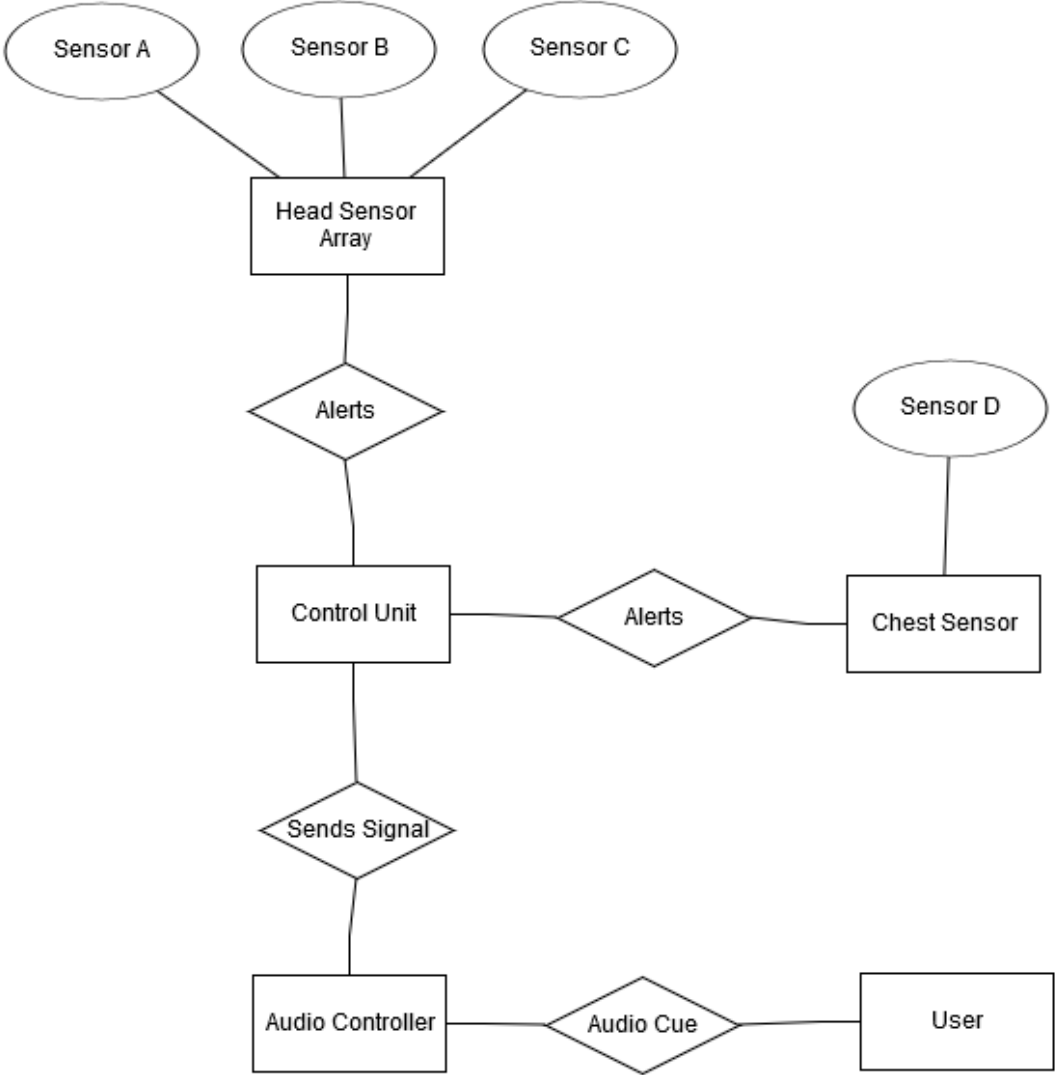 Sensor A
Sensor B
Sensor C
Head Sensor
Array
Alerts
Sensor D
Control Unit
Alerts
Chest Sensor
Sends Signal
Audio Controller
Audio Cue
User